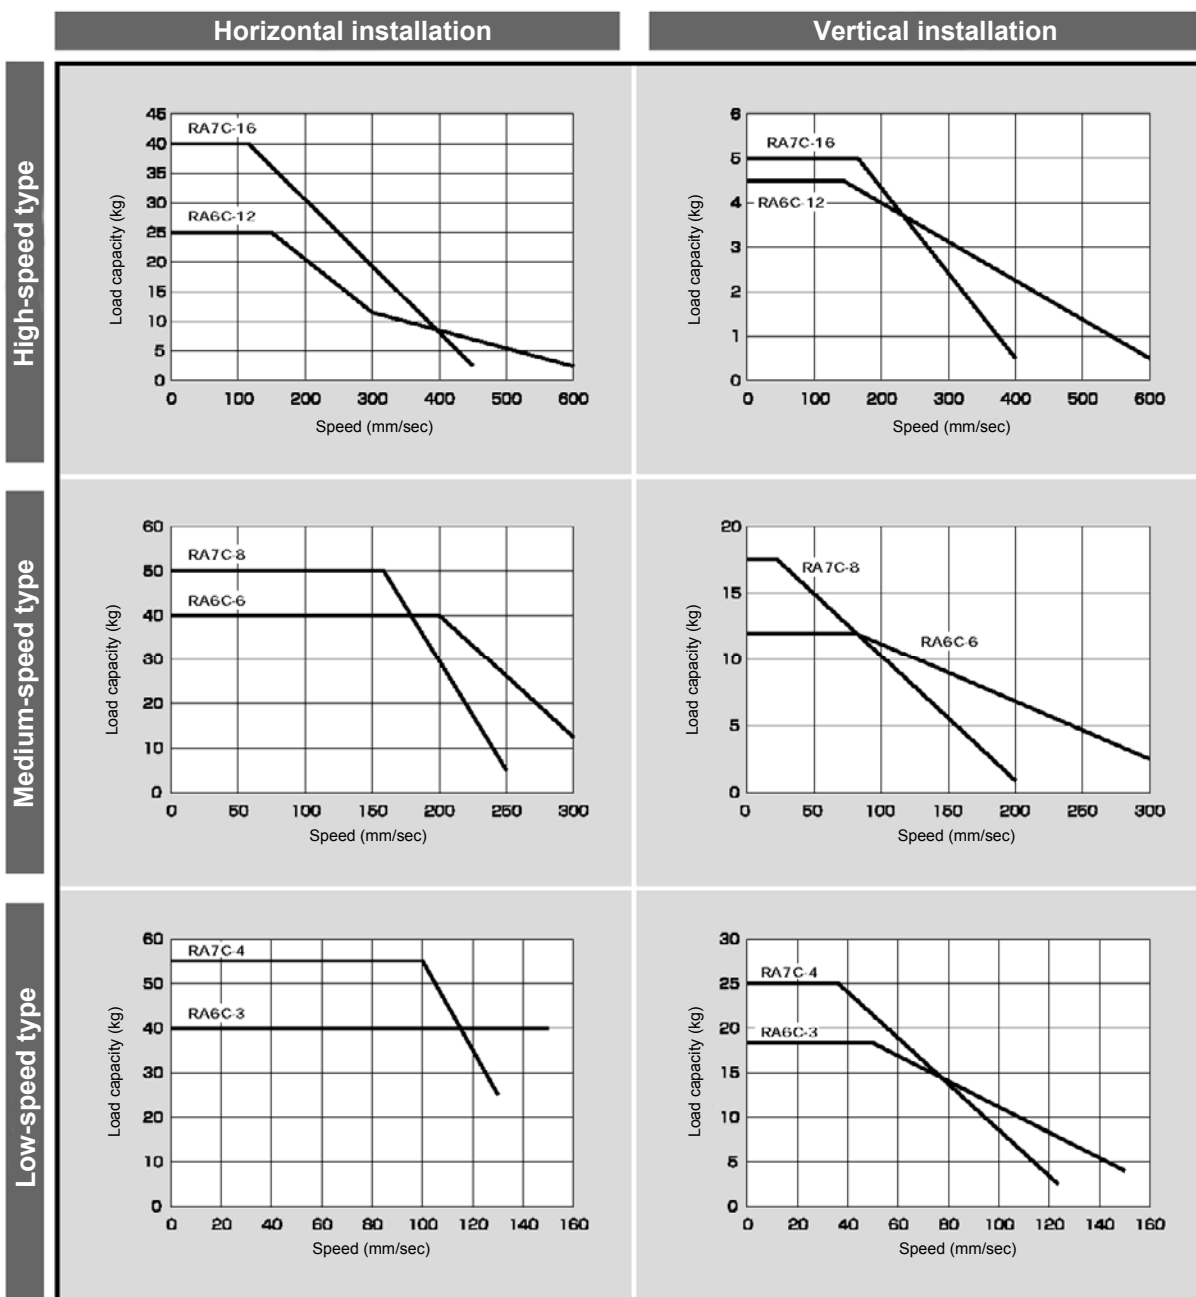 Horizontal installation
Vertical installation
High-speed type
Load capacity (kg)
45
40
35
30
25
20
15
10
5
0
RA7C-16
RA6C-12
0 100 200 300 400 500 600
Speed (mm/sec)
Load capacity (kg)
6
5
4
3
2
1
0
RA7C-16
RA6C-12
0 100 200 300 400 500 600
Speed (mm/sec)
Medium-speed type
Load capacity (kg)
60
50
40
30
20
10
0
RA7C-8
RA6C-6
0 50 100 150 200 250 300
Speed (mm/sec)
Load capacity (kg)
20
15
10
5
0
RA7C-8
RA6C-6
0 50 100 150 200 250 300
Speed (mm/sec)
Low-speed type
Load capacity (kg)
60
50
40
30
20
10
0
RA7C-4
RA6C-3
0 20 40 60 80 100 120 140 160
Speed (mm/sec)
Load capacity (kg)
30
25
20
15
10
5
0
RA7C-4
RA6C-3
0 20 40 60 80 100 120 140 160
Speed (mm/sec)